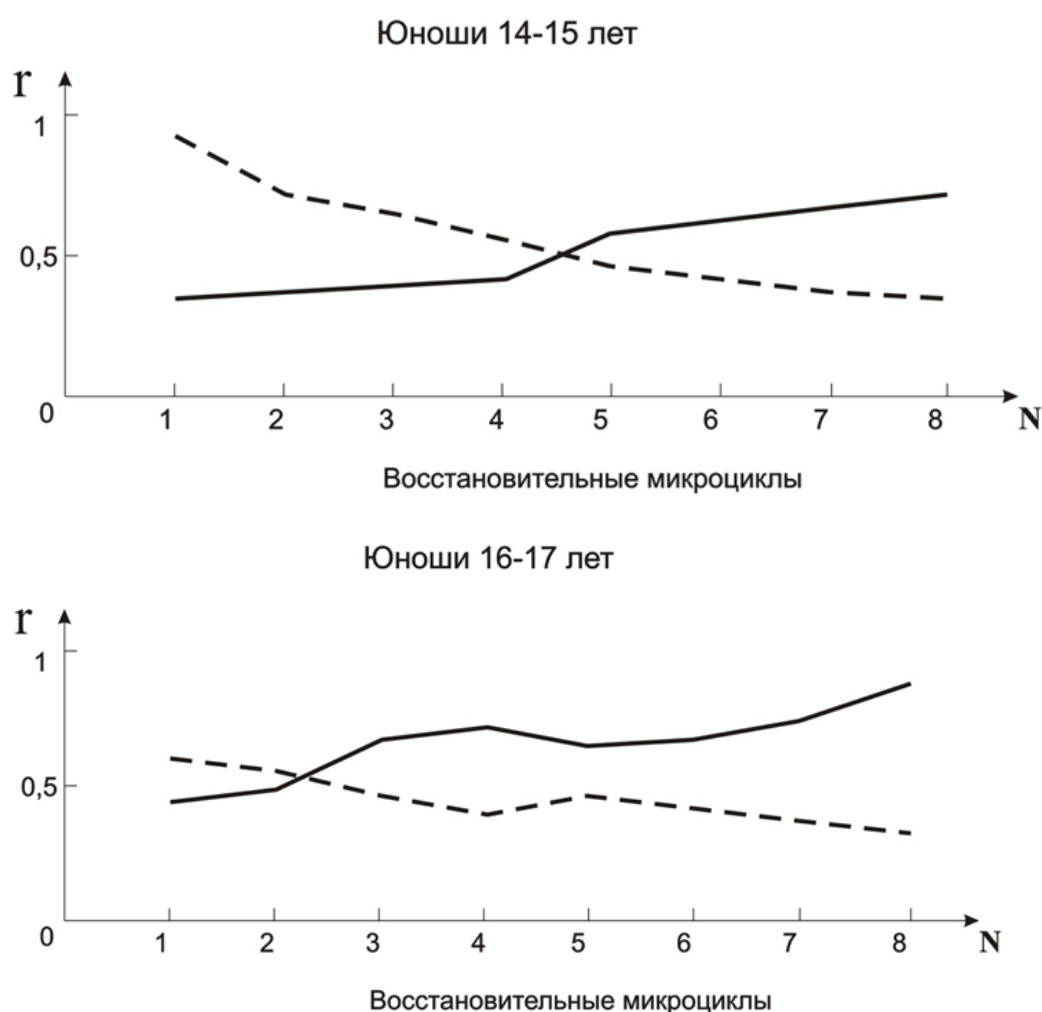 Юноши 14-15 лет
r
1
0,5
0
1 2 3 4 5 6 7 8 N
Восстановительные микроциклы
Юноши 16-17 лет
r
1
0,5
0
1 2 3 4 5 6 7 8 N
Восстановительные микроциклы